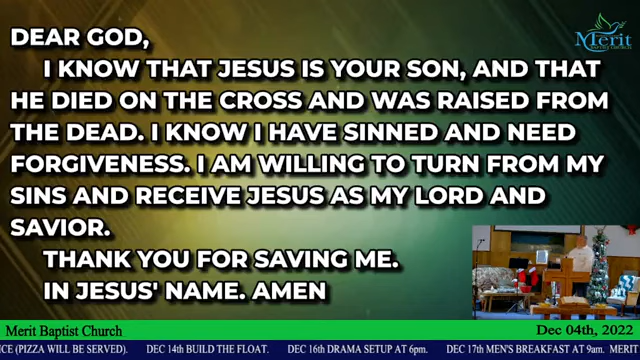 DEAR GOD,
I KNOW THAT JESUS IS YOUR SON, AND THAT
HE DIED ON THE CROSS AND WAS RAISED FROM
THE DEAD. I KNOW I HAVE SINNED AND NEED
FORGIVENESS. I AM WILLING TO TURN FROM MY
SINS AND RECEIVE JESUS AS MY LORD AND
SAVIOR.
THANK YOU FOR SAVING ME.
IN JESUS' NAME. AMEN
Merit
BAPTIST CHURCH
Merit Baptist Church
Dec 04th, 2022
ICE (PIZZA WILL BE SERVED). DEC 14th BUILD THE FLOAT. DEC 16th DRAMA SETUP AT 6pm. DEC 17th MEN'S BREAKFAST AT 9am. MERIT